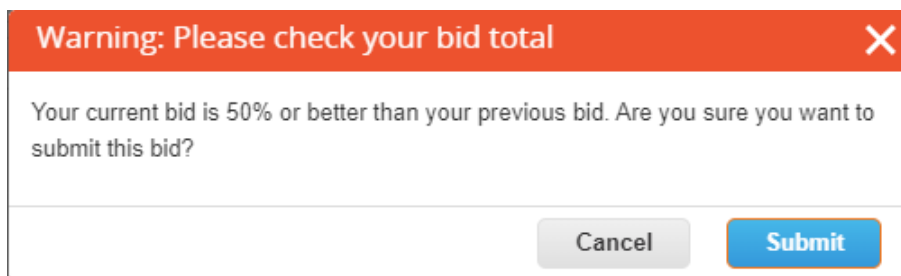 Warning: Please check your bid total
Your current bid is 50% or better than your previous bid. Are you sure you want to
submit this bid?
Cancel Submit